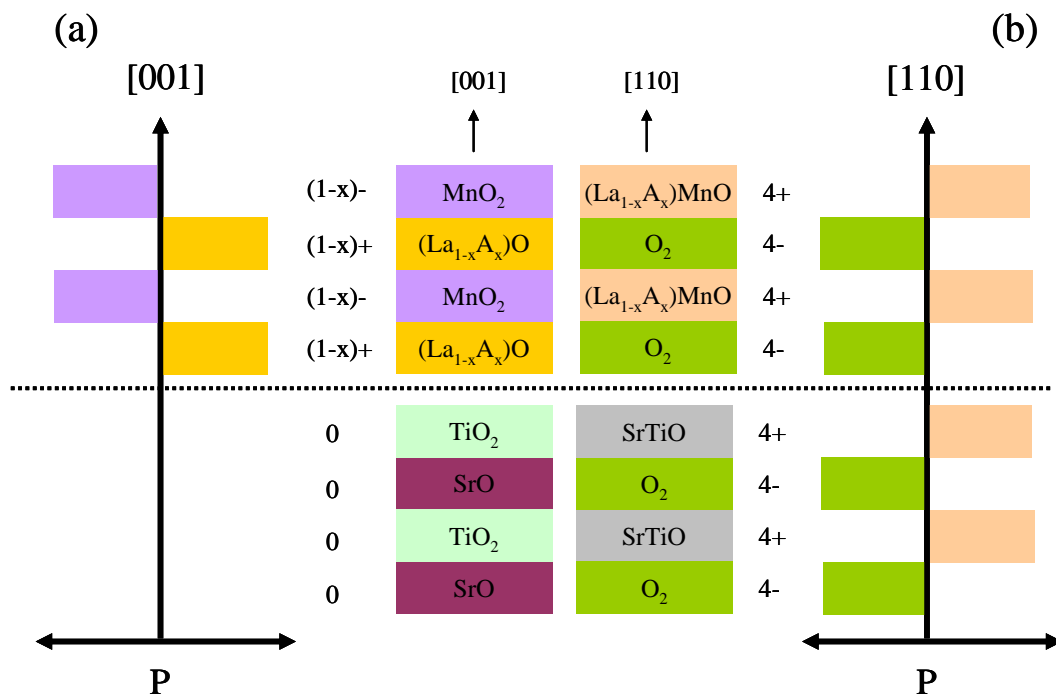 (a) (b)
[001] [001] [110] [110]
(1-x)- MnO₂ (La₁₋ₓAₓ)MnO 4+
(1-x)+ (La₁₋ₓAₓ)O O₂ 4-
(1-x)- MnO₂ (La₁₋ₓAₓ)MnO 4+
(1-x)+ (La₁₋ₓAₓ)O O₂ 4-
0 TiO₂ SrTiO 4+
0 SrO O₂ 4-
0 TiO₂ SrTiO 4+
0 SrO O₂ 4-
P P